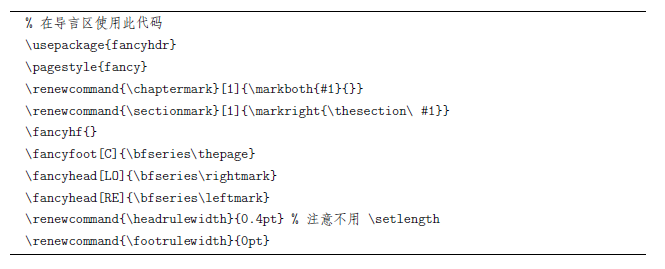 % 在导言区使用此代码
\usepackage{fancyhdr}
\pagestyle{fancy}
\renewcommand{\chaptermark}[1]{\markboth{#1}{}}
\renewcommand{\sectionmark}[1]{\markright{\thesection\ #1}}
\fancyhf{}
\fancyfoot[C]{\bfseries\thepage}
\fancyhead[LO]{\bfseries\rightmark}
\fancyhead[RE]{\bfseries\leftmark}
\renewcommand{\headrulewidth}{0.4pt} % 注意不用 \setlength
\renewcommand{\footrulewidth}{0pt}